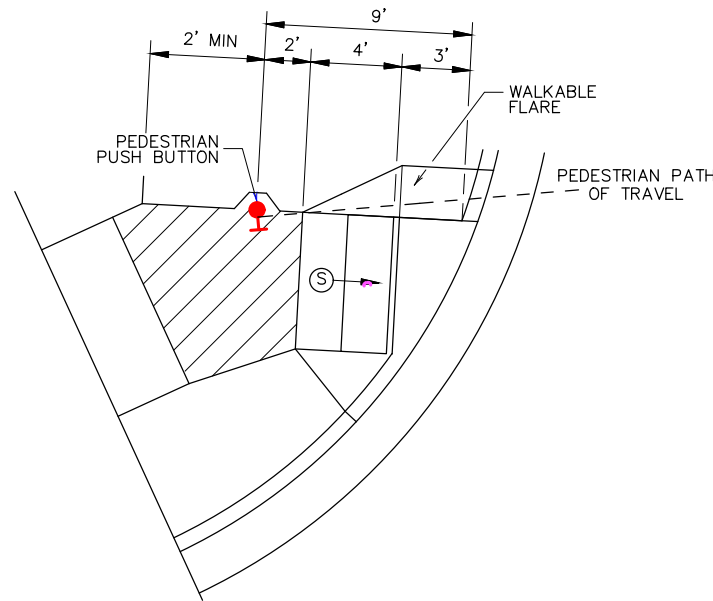 9'
2' MIN
2'
4'
3'
WALKABLE
FLARE
PEDESTRIAN
PUSH BUTTON
PEDESTRIAN PATH
OF TRAVEL
S